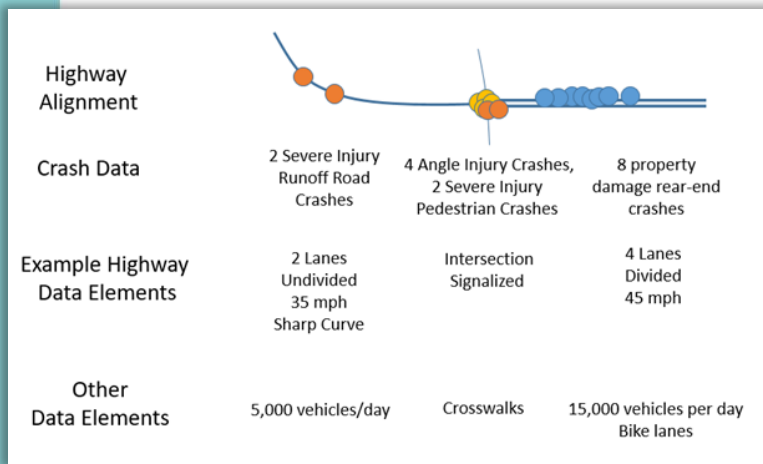 Highway
Alignment
Crash Data
2 Severe Injury
Runoff Road
Crashes
4 Angle Injury Crashes,
2 Severe Injury
Pedestrian Crashes
8 property
damage rear-end
crashes
Example Highway
Data Elements
2 Lanes
Undivided
35 mph
Sharp Curve
Intersection
Signalized
4 Lanes
Divided
45 mph
Other
Data Elements
5,000 vehicles/day
Crosswalks
15,000 vehicles per day
Bike lanes